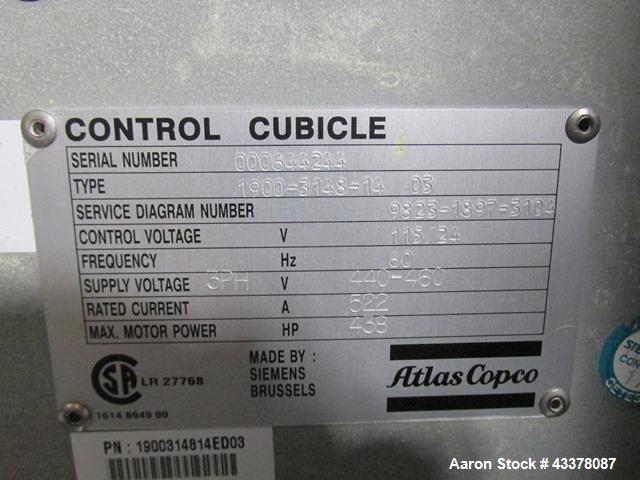 CONTROL CUBICLE
SERIAL NUMBER 000644244
TYPE 1900-3148-14 03
SERVICE DIAGRAM NUMBER 9823-1897-3104
CONTROL VOLTAGE V 115/24
FREQUENCY Hz 60
SUPPLY VOLTAGE 3PH V 440-460
RATED CURRENT A 522
MAX. MOTOR POWER HP 438
SA LR 27768
1614 8949 00
MADE BY :
SIEMENS
BRUSSELS
Atlas Copco
PN : 1900314814ED03
Aaron Stock # 43378087